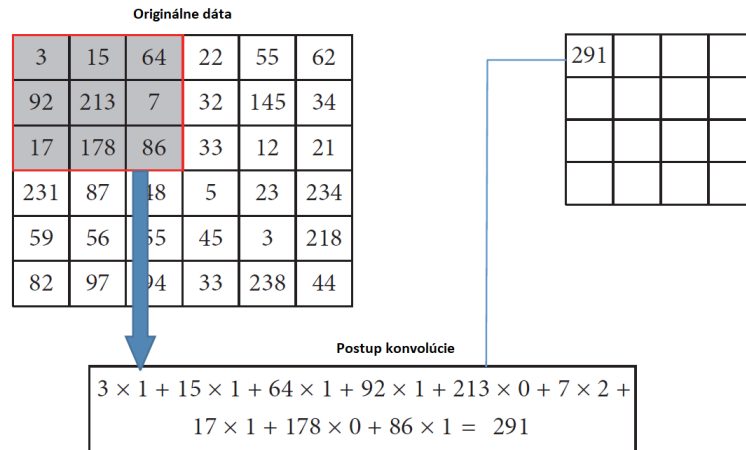 Originálne dáta
3 15 64 22 55 62
92 213 7 32 145 34
17 178 86 33 12 21
231 87 48 5 23 234
59 56 55 45 3 218
82 97 94 33 238 44
291
Postup konvolúcie
3 × 1 + 15 × 1 + 64 × 1 + 92 × 1 + 213 × 0 + 7 × 2 +
17 × 1 + 178 × 0 + 86 × 1 = 291